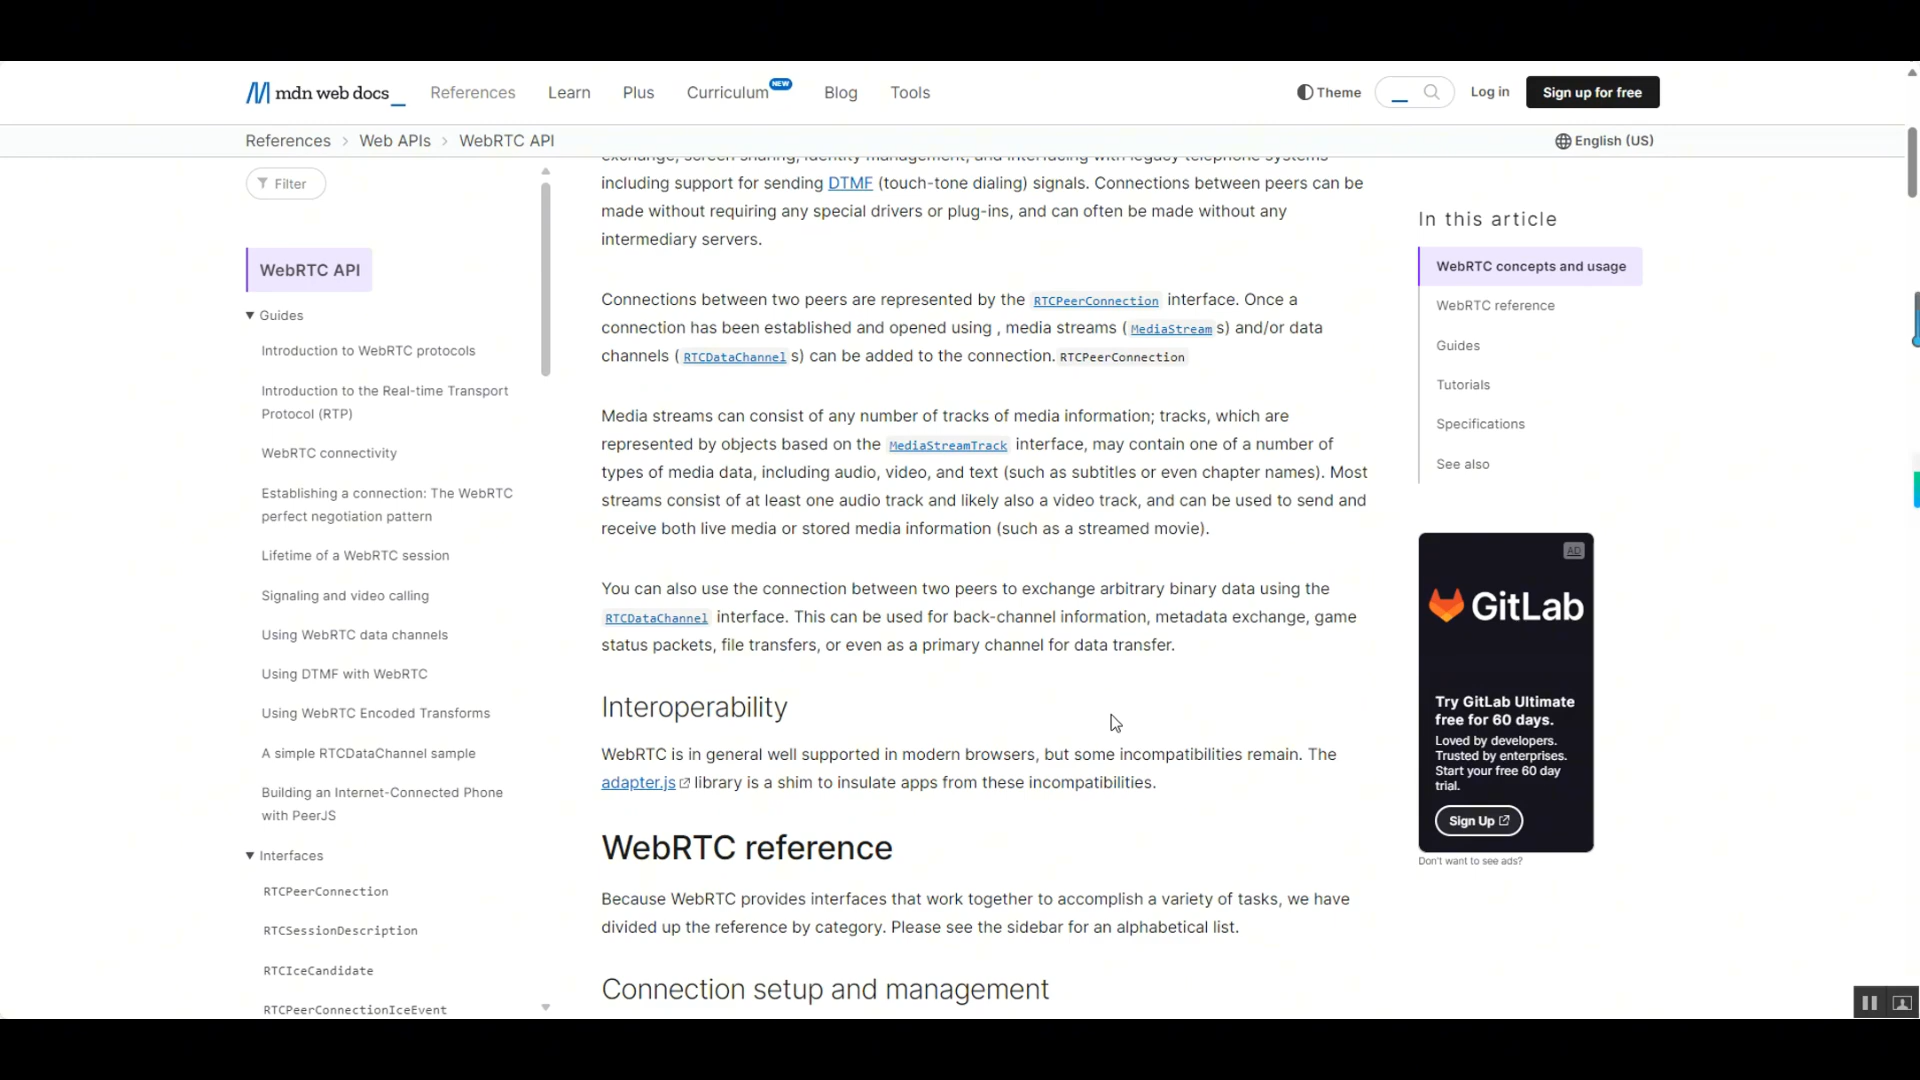 mdn web docs_
References
Learn
Plus
Curriculum NEW
Blog
Tools
Theme
Log in
Sign up for free
References > Web APIs > WebRTC API
English (US)
Filter
WebRTC API
▼ Guides
Introduction to WebRTC protocols
Introduction to the Real-time Transport
Protocol (RTP)
WebRTC connectivity
Establishing a connection: The WebRTC
perfect negotiation pattern
Lifetime of a WebRTC session
Signaling and video calling
Using WebRTC data channels
Using DTMF with WebRTC
Using WebRTC Encoded Transforms
A simple RTCDataChannel sample
Building an Internet-Connected Phone
with PeerJS
▼ Interfaces
RTCPeerConnection
RTCSessionDescription
RTCIceCandidate
RTCPeerConnectionIceEvent
exchange, screen sharing, identity management, and interfacing with legacy telephone systems
including support for sending DTMF (touch-tone dialing) signals. Connections between peers can be
made without requiring any special drivers or plug-ins, and can often be made without any
intermediary servers.
Connections between two peers are represented by the RTCPeerConnection interface. Once a
connection has been established and opened using , media streams ( MediaStream s) and/or data
channels ( RTCDataChannel s) can be added to the connection. RTCPeerConnection
Media streams can consist of any number of tracks of media information; tracks, which are
represented by objects based on the MediaStreamTrack interface, may contain one of a number of
types of media data, including audio, video, and text (such as subtitles or even chapter names). Most
streams consist of at least one audio track and likely also a video track, and can be used to send and
receive both live media or stored media information (such as a streamed movie).
You can also use the connection between two peers to exchange arbitrary binary data using the
RTCDataChannel interface. This can be used for back-channel information, metadata exchange, game
status packets, file transfers, or even as a primary channel for data transfer.
Interoperability
WebRTC is in general well supported in modern browsers, but some incompatibilities remain. The
adapter.js library is a shim to insulate apps from these incompatibilities.
WebRTC reference
Because WebRTC provides interfaces that work together to accomplish a variety of tasks, we have
divided up the reference by category. Please see the sidebar for an alphabetical list.
Connection setup and management
In this article
WebRTC concepts and usage
WebRTC reference
Guides
Tutorials
Specifications
See also
AD
GitLab
Try GitLab Ultimate
free for 60 days.
Loved by developers.
Trusted by enterprises.
Start your free 60 day
trial.
Sign Up
Don't want to see ads?